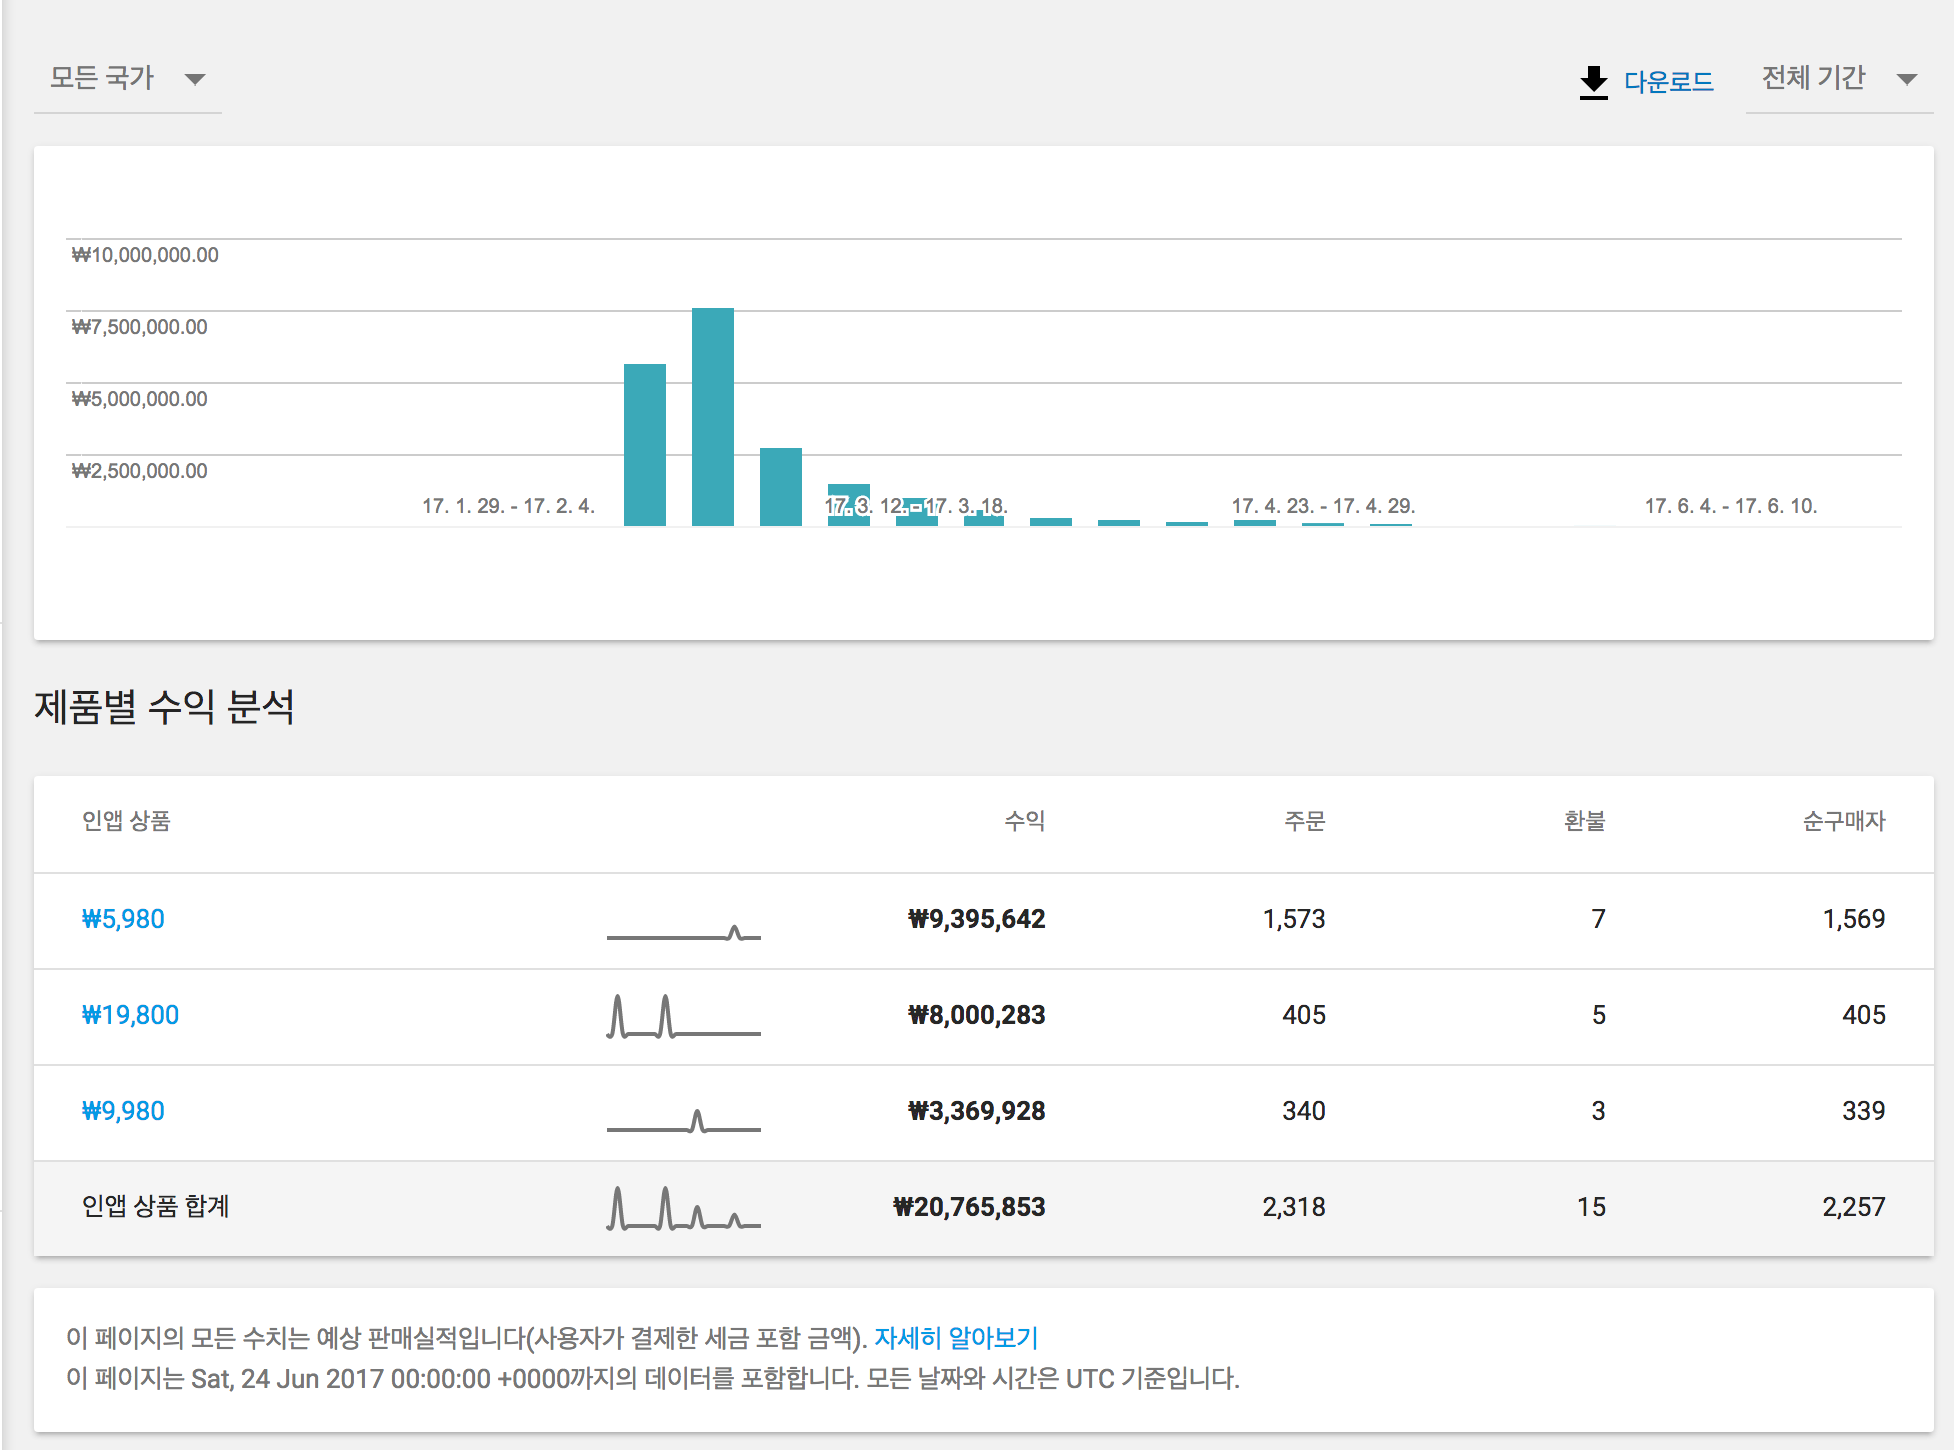 모든 국가
다운로드
전체 기간
₩10,000,000.00
₩7,500,000.00
₩5,000,000.00
₩2,500,000.00
17. 1. 29. - 17. 2. 4.
17. 3. 12. - 17. 3. 18.
17. 4. 23. - 17. 4. 29.
17. 6. 4. - 17. 6. 10.
제품별 수익 분석
인앱 상품 수익 주문 환불 순구매자
₩5,980 ₩9,395,642 1,573 7 1,569
₩19,800 ₩8,000,283 405 5 405
₩9,980 ₩3,369,928 340 3 339
인앱 상품 합계 ₩20,765,853 2,318 15 2,257
이 페이지의 모든 수치는 예상 판매실적입니다(사용자가 결제한 세금 포함 금액). 자세히 알아보기
이 페이지는 Sat, 24 Jun 2017 00:00:00 +0000까지의 데이터를 포함합니다. 모든 날짜와 시간은 UTC 기준입니다.